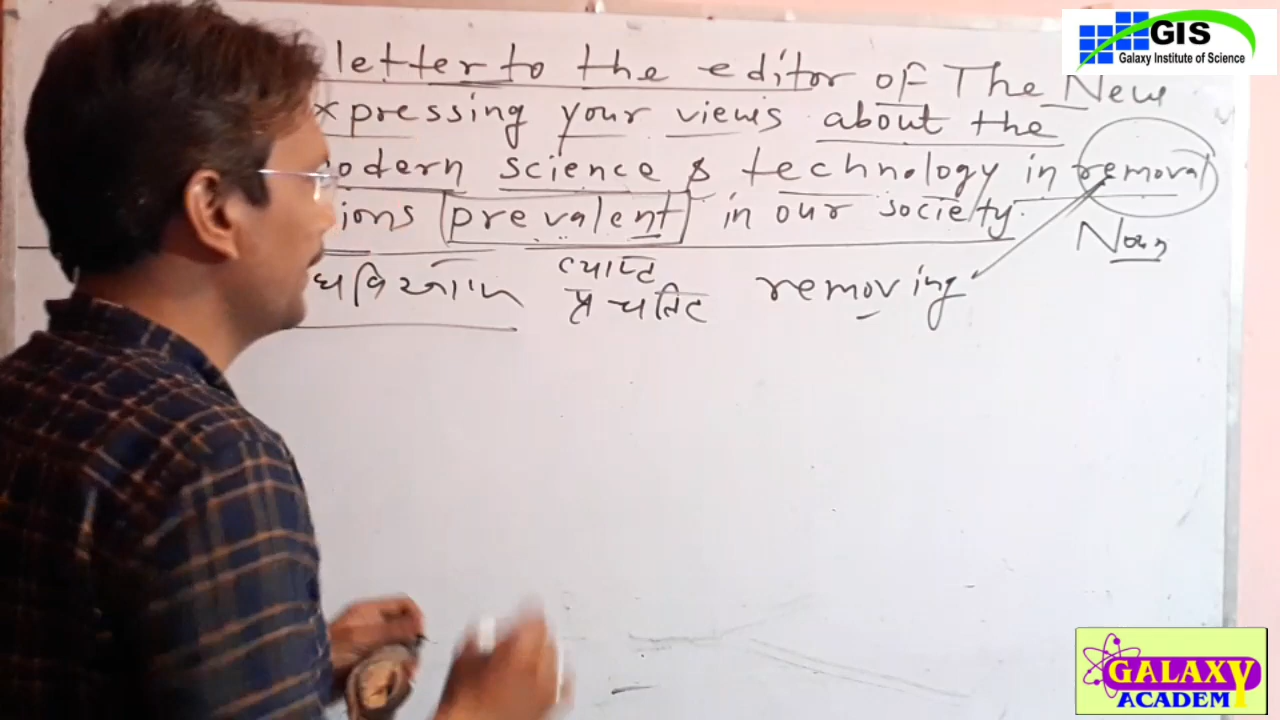 letter to the editor of The New
xpressing your views about the
odern science & technology in removal
ions prevalent in our society.
Noun
व्याप्त
प्रचलित
removing
GIS
Galaxy Institute of Science
GALAXY
ACADEMY